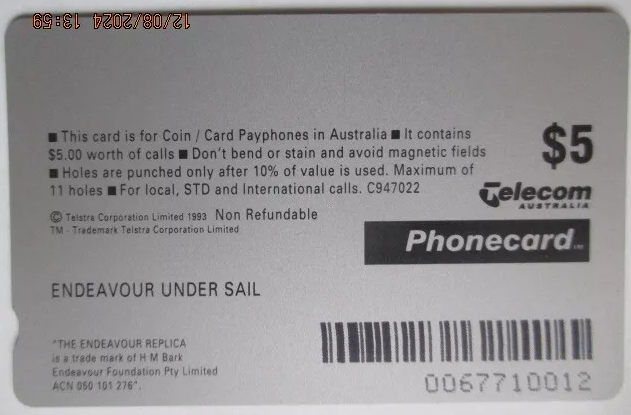 12/08/2024 13:59
■ This card is for Coin / Card Payphones in Australia ■ It contains
$5.00 worth of calls ■ Don't bend or stain and avoid magnetic fields
■ Holes are punched only after 10% of value is used. Maximum of
11 holes ■ For local, STD and International calls. C947022
© Telstra Corporation Limited 1993 Non Refundable
TM - Trademark Telstra Corporation Limited
$5
Telecom
AUSTRALIA
Phonecard
ENDEAVOUR UNDER SAIL
"THE ENDEAVOUR REPLICA
is a trade mark of H M Bark
Endeavour Foundation Pty Limited
ACN 050 101 276".
0067710012